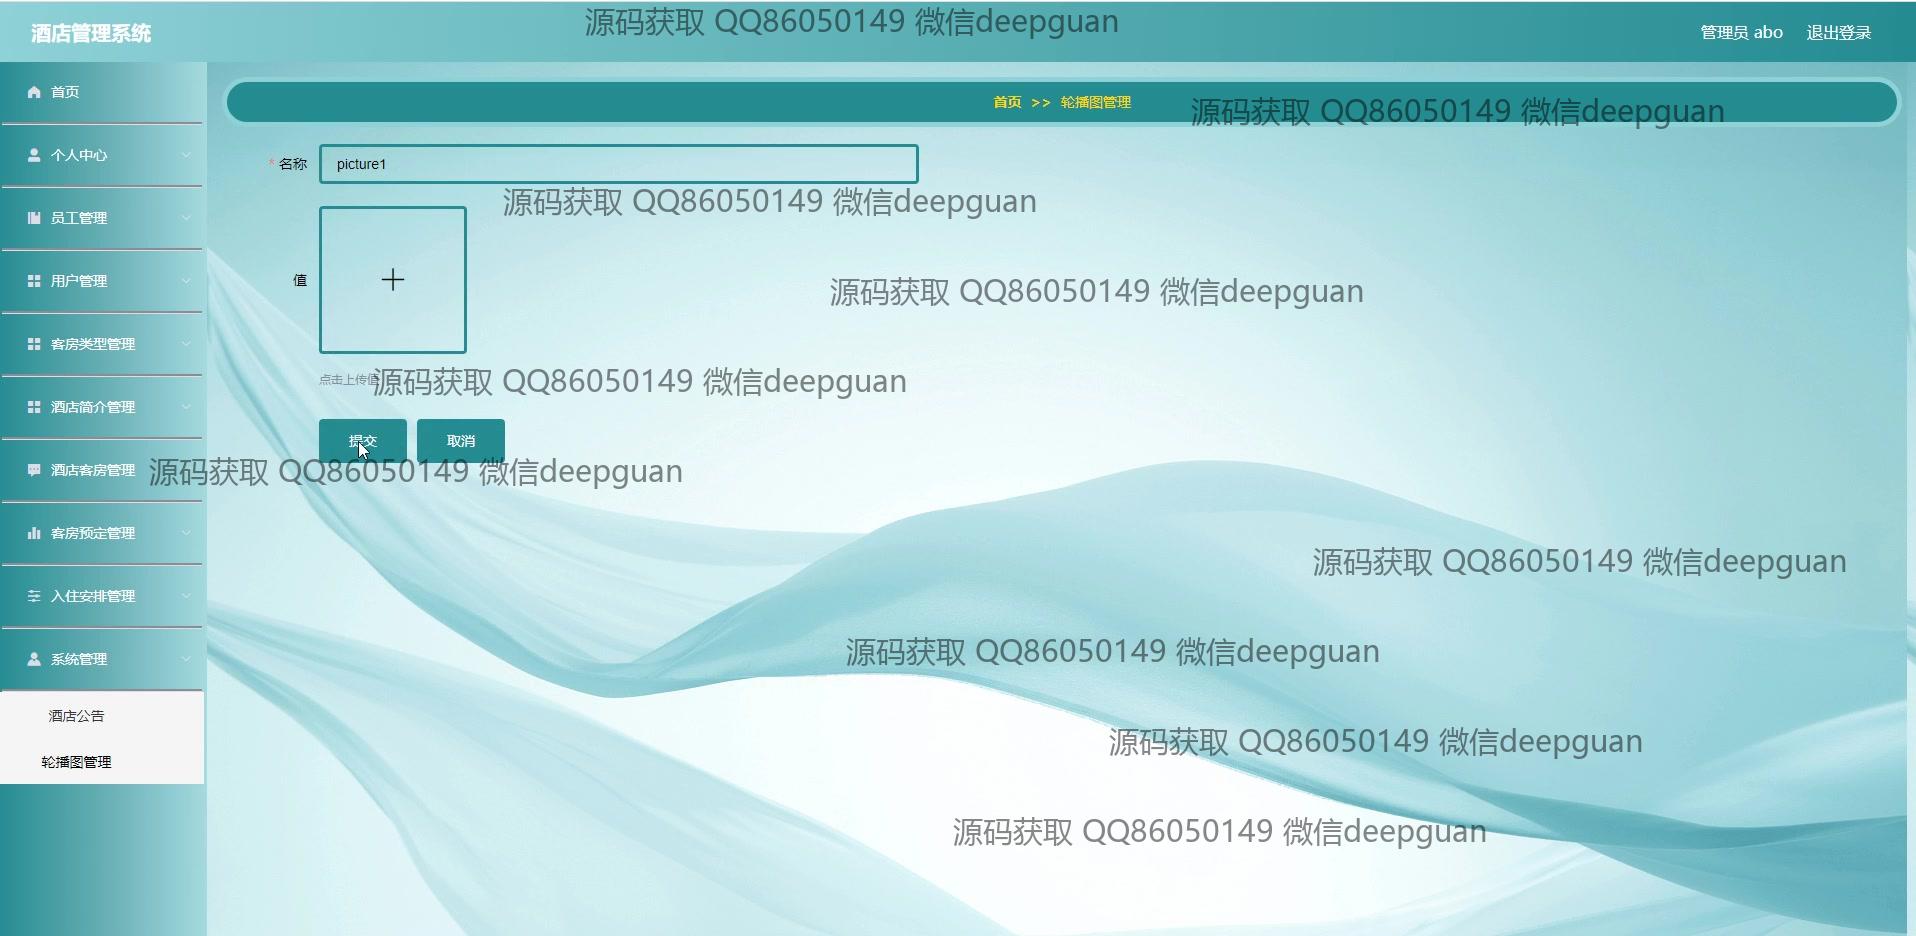 酒店管理系统
源码获取 QQ86050149 微信deepguan
管理员 abo
退出登录
首页
首页 >> 轮播图管理
源码获取 QQ86050149 微信deepguan
个人中心
* 名称
picture1
源码获取 QQ86050149 微信deepguan
员工管理
用户管理
值
源码获取 QQ86050149 微信deepguan
客房类型管理
点击上传值
源码获取 QQ86050149 微信deepguan
酒店简介管理
提交
取消
酒店客房管理
源码获取 QQ86050149 微信deepguan
客房预定管理
源码获取 QQ86050149 微信deepguan
入住安排管理
系统管理
源码获取 QQ86050149 微信deepguan
酒店公告
源码获取 QQ86050149 微信deepguan
轮播图管理
源码获取 QQ86050149 微信deepguan